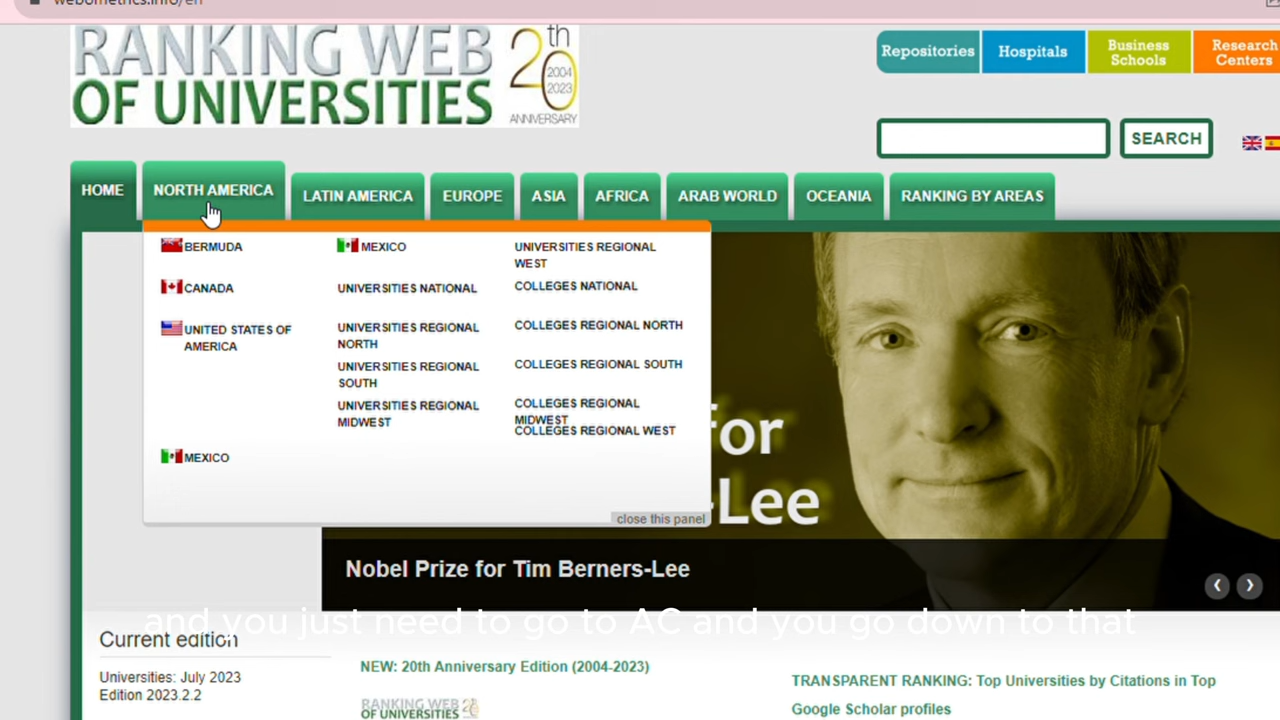 webometrics.info/en
RANKING WEB
OF UNIVERSITIES
20th
2004
2023
ANNIVERSARY
Repositories
Hospitals
Business
Schools
Research
Centers
SEARCH
HOME
NORTH AMERICA
LATIN AMERICA
EUROPE
ASIA
AFRICA
ARAB WORLD
OCEANIA
RANKING BY AREAS
BERMUDA
CANADA
UNITED STATES OF
AMERICA
MEXICO
MEXICO
UNIVERSITIES NATIONAL
UNIVERSITIES REGIONAL
NORTH
UNIVERSITIES REGIONAL
SOUTH
UNIVERSITIES REGIONAL
MIDWEST
UNIVERSITIES REGIONAL
WEST
COLLEGES NATIONAL
COLLEGES REGIONAL NORTH
COLLEGES REGIONAL SOUTH
COLLEGES REGIONAL
MIDWEST
COLLEGES REGIONAL WEST
close this panel
for
-Lee
Nobel Prize for Tim Berners-Lee
and you just need to go to AC and you go down to that
Current edition
Universities: July 2023
Edition 2023.2.2
NEW: 20th Anniversary Edition (2004-2023)
RANKING WEB
OF UNIVERSITIES
TRANSPARENT RANKING: Top Universities by Citations in Top
Google Scholar profiles